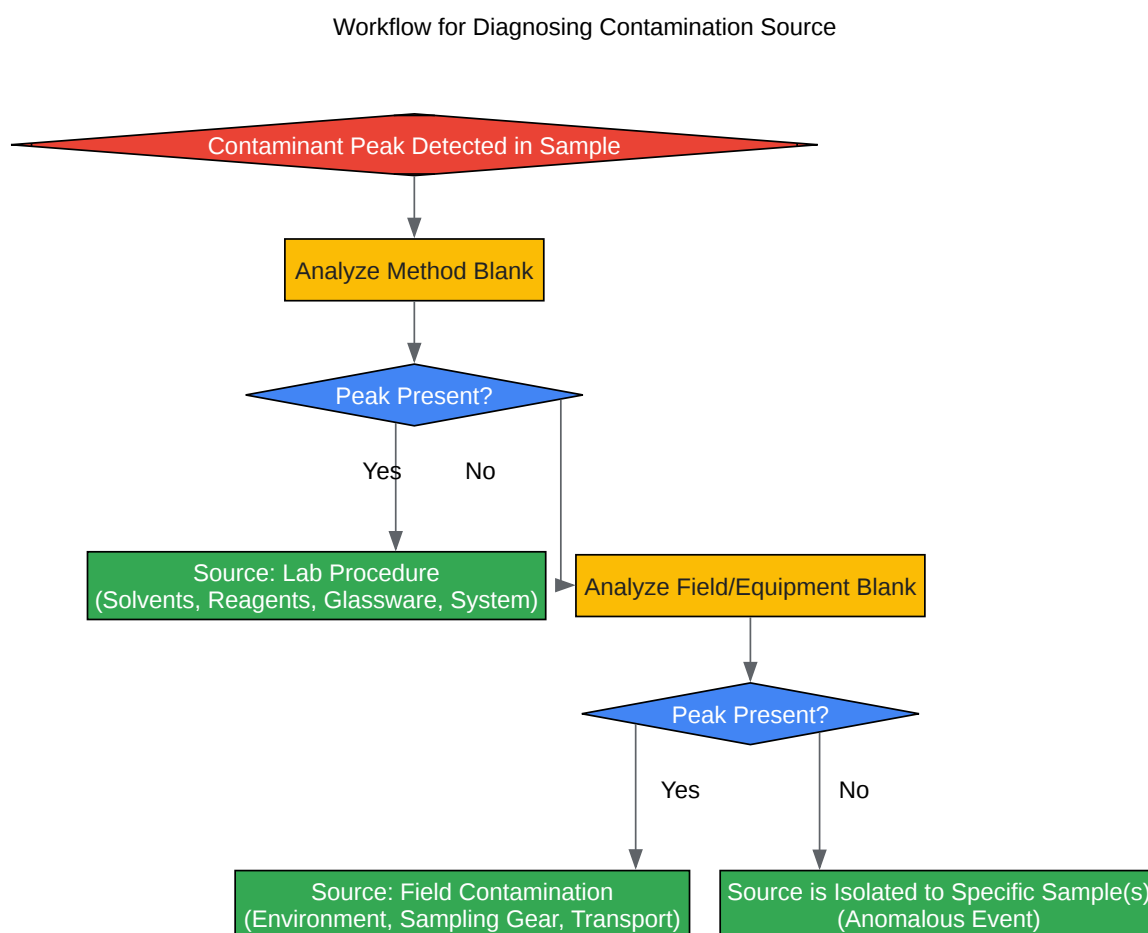 Workflow for Diagnosing Contamination Source
Contaminant Peak Detected in Sample
Analyze Method Blank
Peak Present?
Yes
No
Source: Lab Procedure
(Solvents, Reagents, Glassware, System)
Analyze Field/Equipment Blank
Peak Present?
Yes
No
Source: Field Contamination
(Environment, Sampling Gear, Transport)
Source is Isolated to Specific Sample(s)
(Anomalous Event)